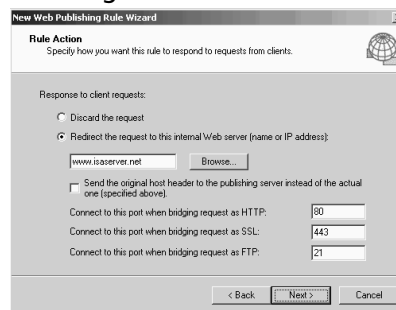 New Web Publishing Rule Wizard
Rule Action
Specify how you want this rule to respond to requests from clients.
Response to client requests:
Discard the request
Redirect the request to this internal Web server (name or IP address):
www.isaserver.net
Browse...
Send the original host header to the publishing server instead of the actual
one (specified above).
Connect to this port when bridging request as HTTP:
80
Connect to this port when bridging request as SSL:
443
Connect to this port when bridging request as FTP:
21
< Back
Next >
Cancel